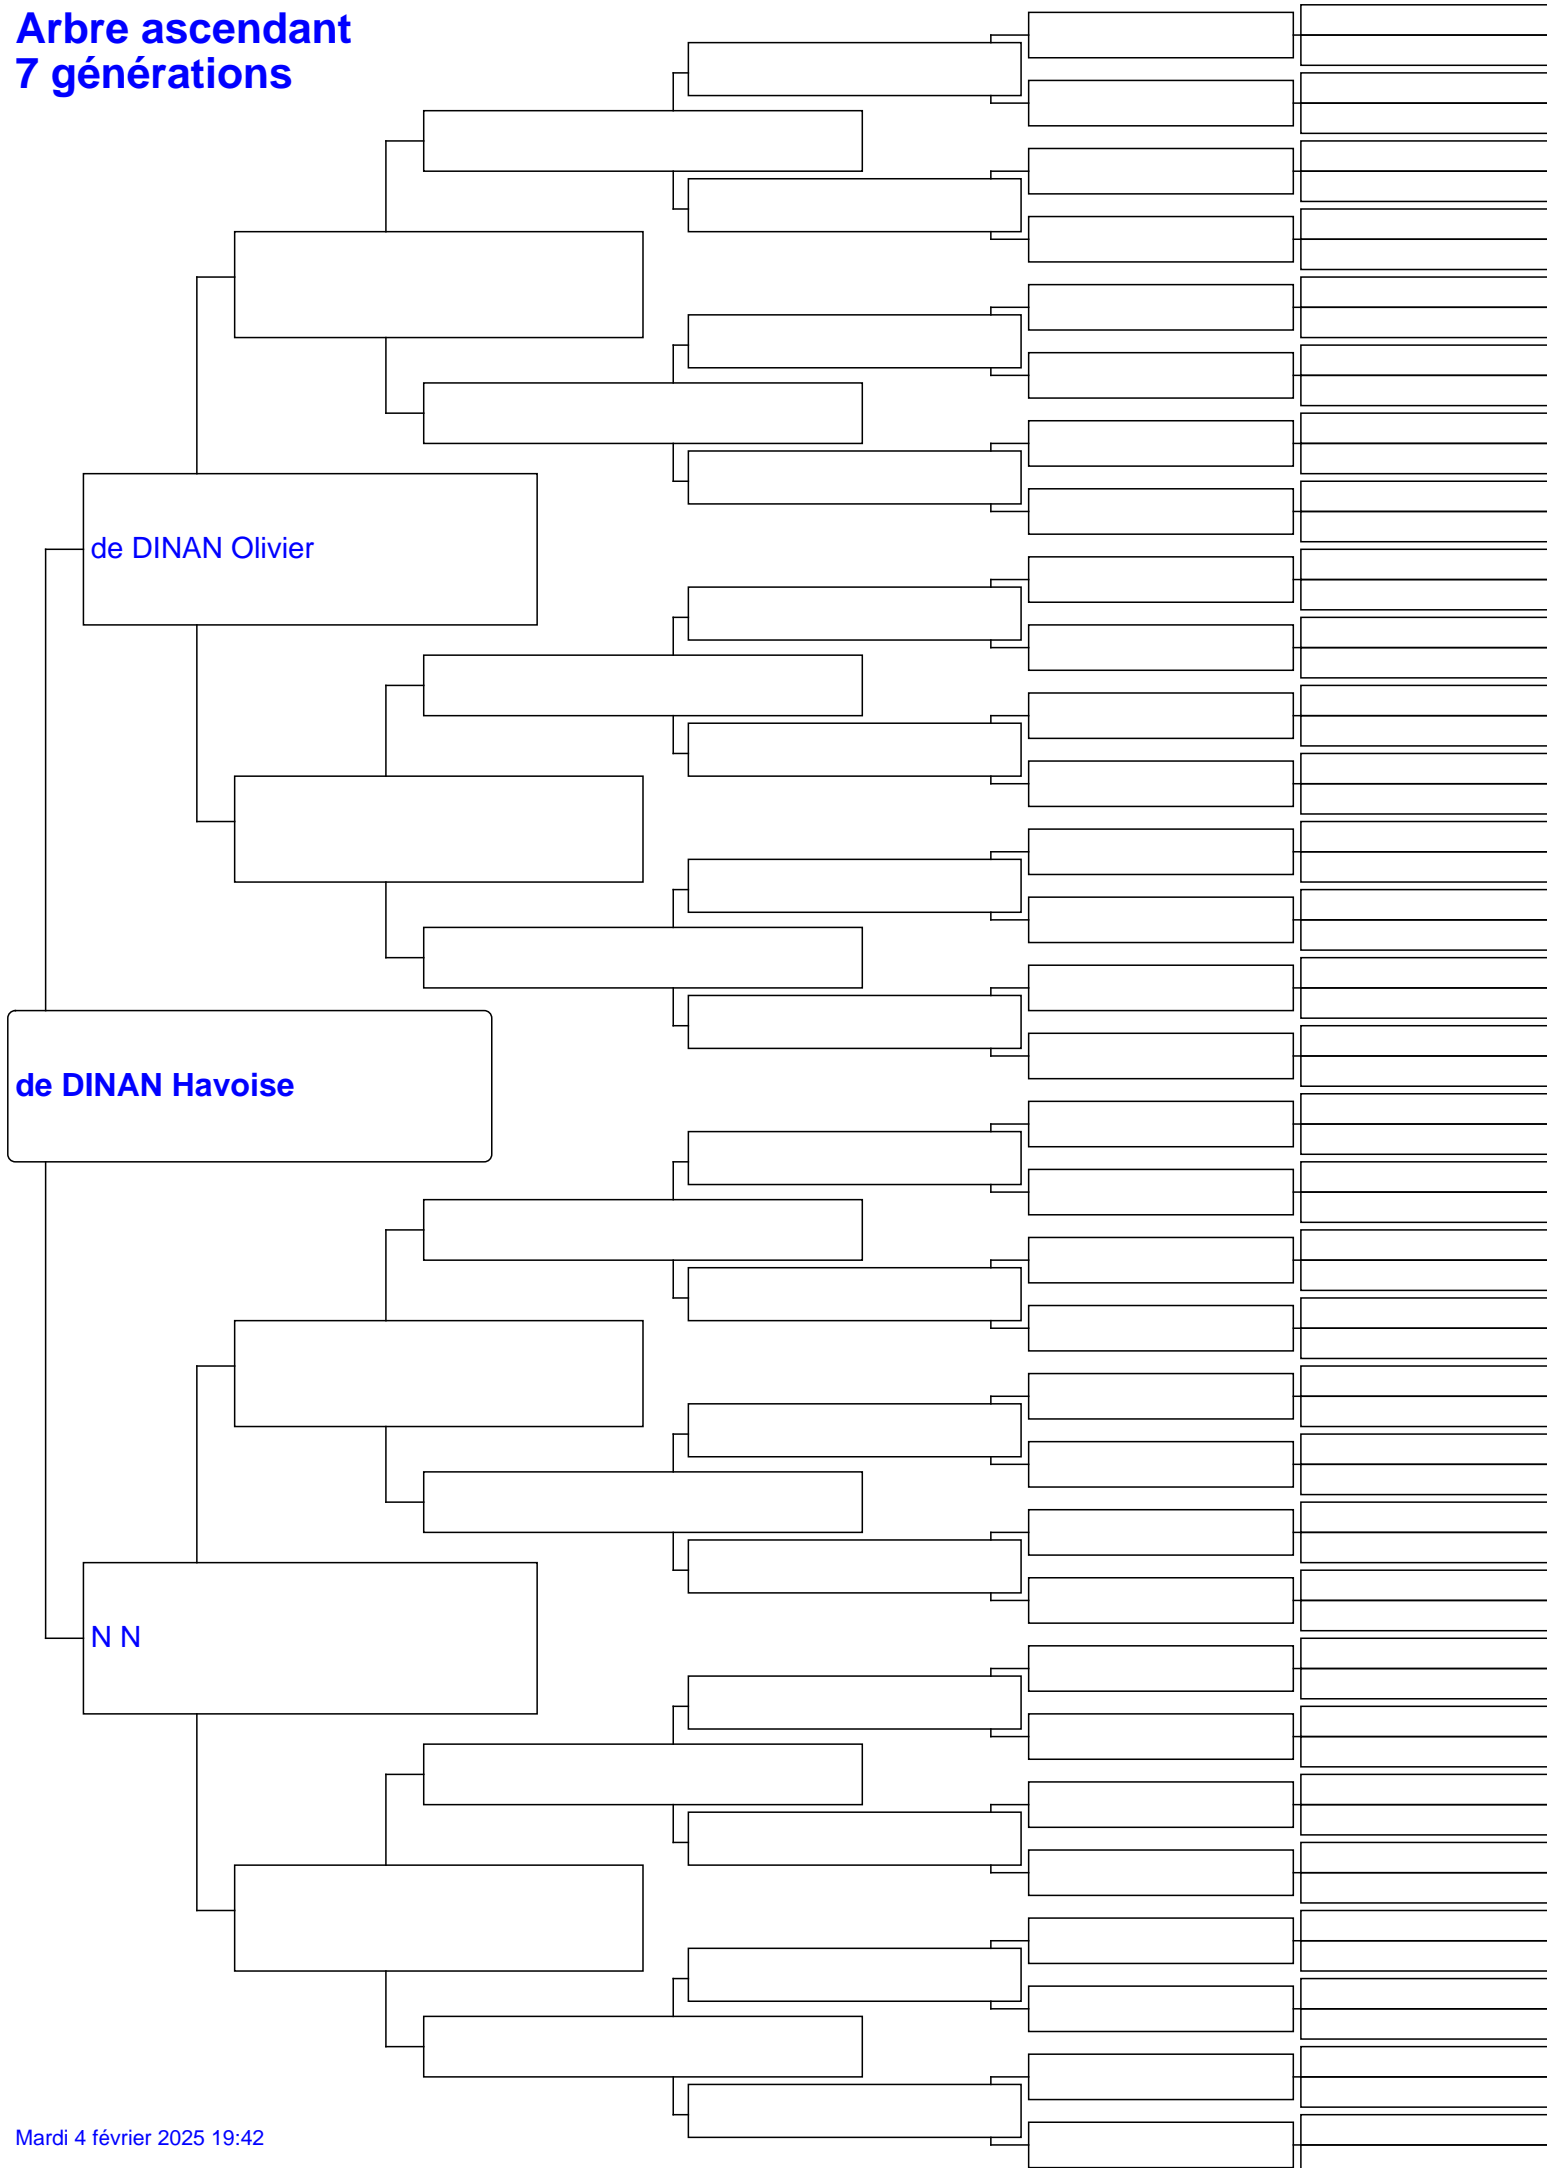 Arbre ascendant
7 générations
de DINAN Olivier
de DINAN Havoise
N N
Mardi 4 février 2025 19:42